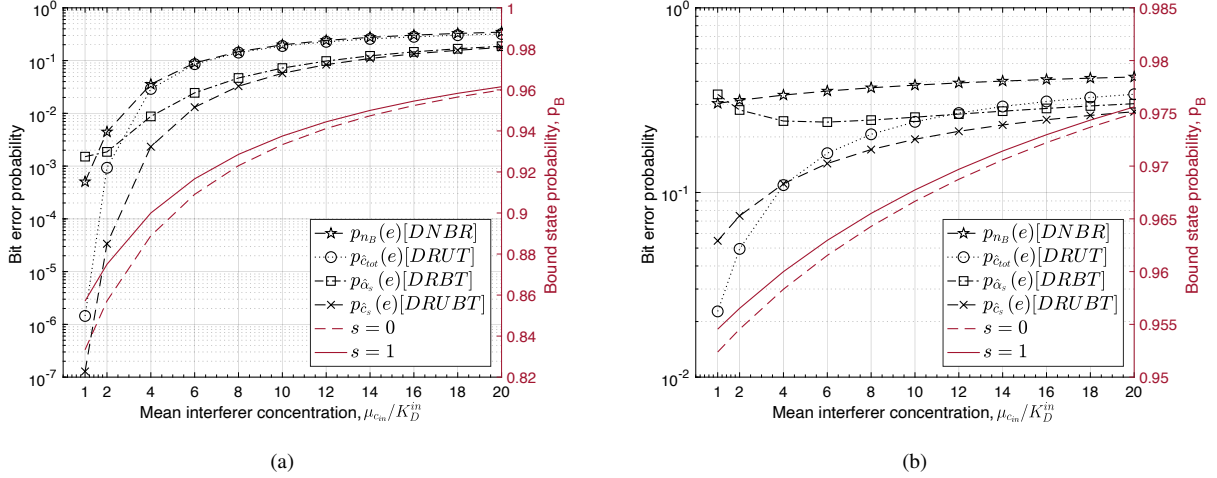 10^0
10^-1
10^-2
10^-3
10^-4
10^-5
10^-6
10^-7
Bit error probability
1 2 4 6 8 10 12 14 16 18 20
Mean interferer concentration, μ_{c_{in}}/K_D^{in}
1
0.98
0.96
0.94
0.92
0.9
0.88
0.86
0.84
0.82
Bound state probability, p_B
p_{n_B}(e)[DNBR]
p_{ĉ_{tot}}(e)[DRUT]
p_{α̂_s}(e)[DRBT]
p_{ĉ_s}(e)[DRUBT]
s = 0
s = 1
(a)
10^0
10^-1
10^-2
Bit error probability
1 2 4 6 8 10 12 14 16 18 20
Mean interferer concentration, μ_{c_{in}}/K_D^{in}
0.985
0.98
0.975
0.97
0.965
0.96
0.955
0.95
Bound state probability, p_B
p_{n_B}(e)[DNBR]
p_{ĉ_{tot}}(e)[DRUT]
p_{α̂_s}(e)[DRBT]
p_{ĉ_s}(e)[DRUBT]
s = 0
s = 1
(b)